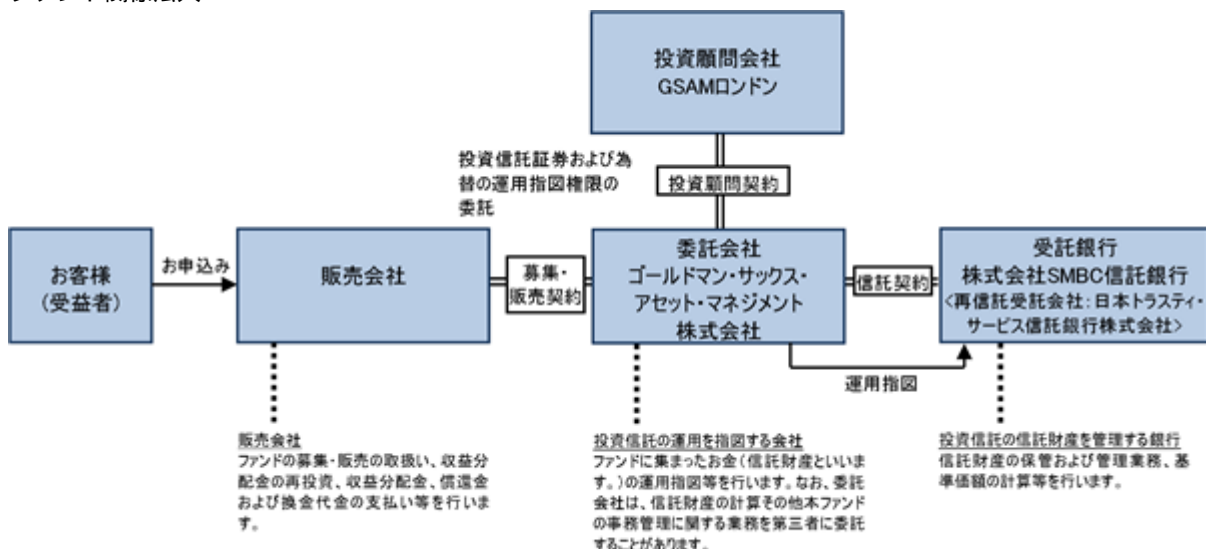 投資顧問会社
GSAMロンドン
投資信託証券および為
替の運用指図権限の
委託
投資顧問契約
お客様
(受益者)
お申込み
販売会社
募集・
販売契約
委託会社
ゴールドマン・サックス・
アセット・マネジメント
株式会社
信託契約
受託銀行
株式会社SMBC信託銀行
<再信託受託会社:日本トラスティ・
サービス信託銀行株式会社>
運用指図
販売会社
ファンドの募集・販売の取扱い、収益分
配金の再投資、収益分配金、償還金
および換金代金の支払い等を行いま
す。
投資信託の運用を指図する会社
ファンドに集まったお金(信託財産といいま
す。)の運用指図等を行います。なお、委託
会社は、信託財産の計算その他本ファンド
の事務管理に関する業務を第三者に委託
することがあります。
投資信託の信託財産を管理する銀行
信託財産の保管および管理業務、基
準価額の計算等を行います。